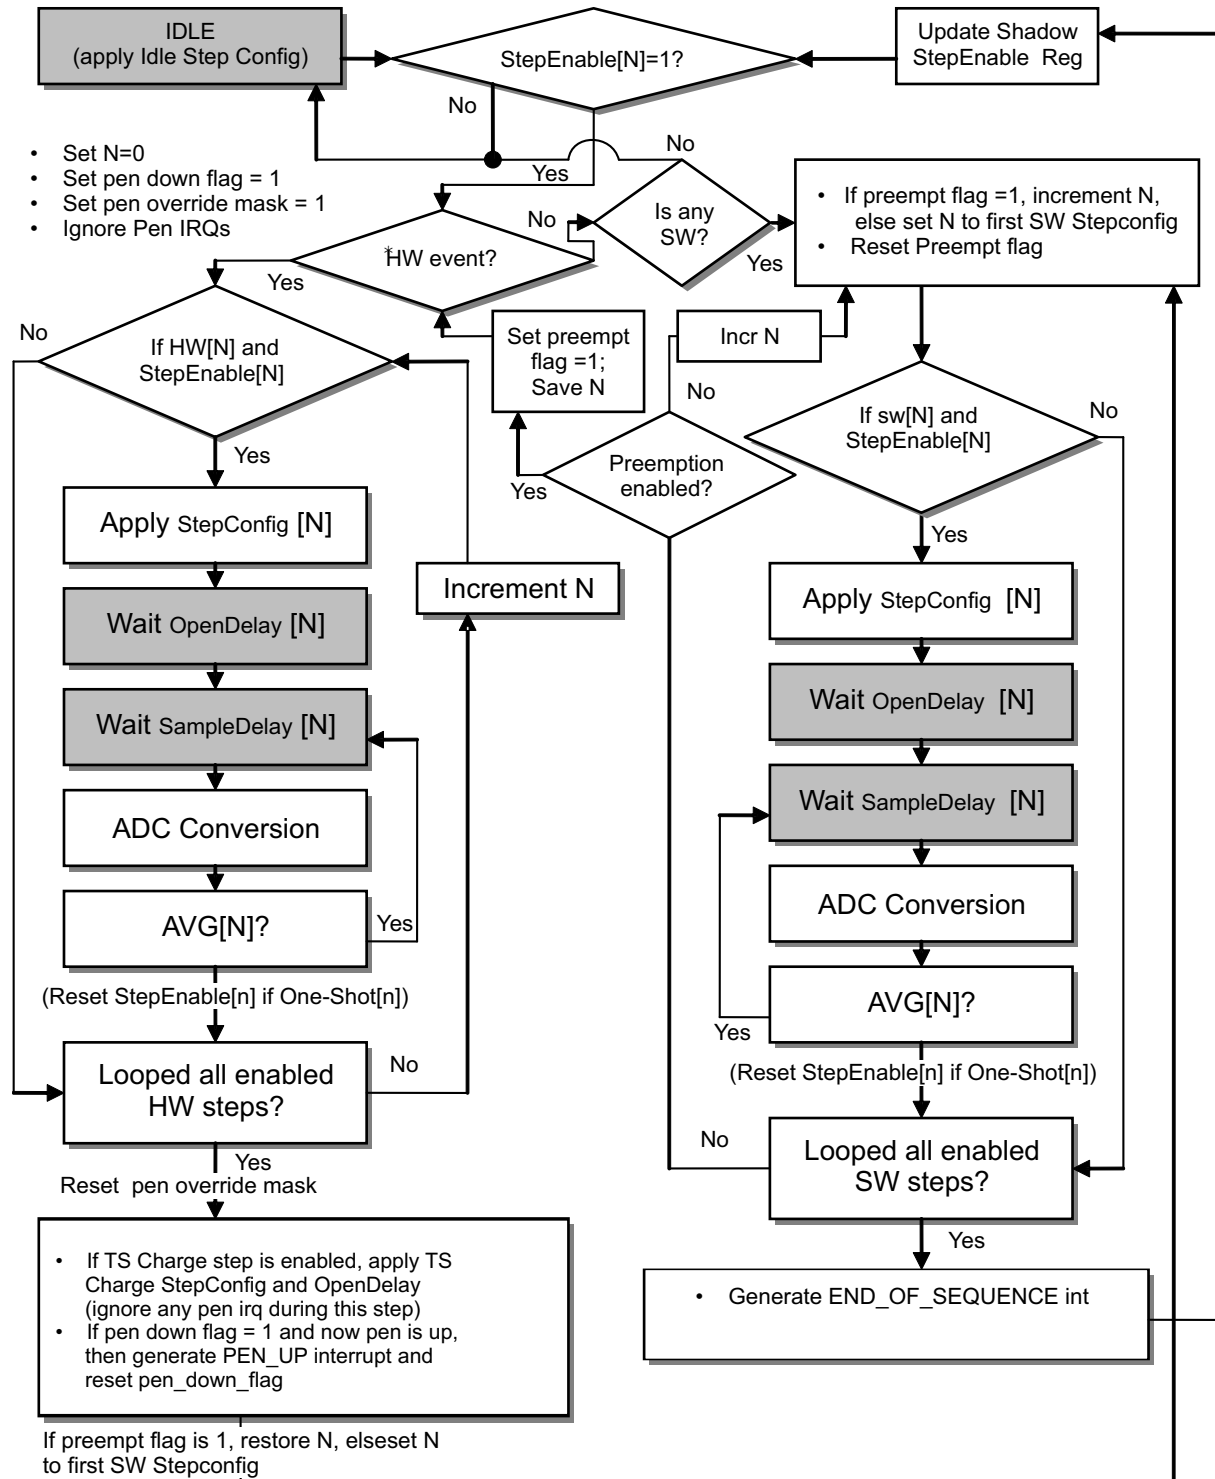 IDLE
(apply Idle Step Config)
StepEnable[N]=1?
Update Shadow
StepEnable Reg
No
Yes
• Set N=0
• Set pen down flag = 1
• Set pen override mask = 1
• Ignore Pen IRQs
No
Is any
SW?
No
Yes
• If preempt flag =1, increment N,
else set N to first SW Stepconfig
• Reset Preempt flag
*HW event?
Yes
No
If HW[N] and
StepEnable[N]
Set preempt
flag =1;
Save N
Incr N
No
Yes
Preemption
enabled?
If sw[N] and
StepEnable[N]
No
Yes
Yes
Apply StepConfig [N]
Wait OpenDelay [N]
Wait SampleDelay [N]
ADC Conversion
AVG[N]?
Yes
(Reset StepEnable[n] if One-Shot[n])
Looped all enabled
HW steps?
No
Increment N
Yes
Reset pen override mask
• If TS Charge step is enabled, apply TS
Charge StepConfig and OpenDelay
(ignore any pen irq during this step)
• If pen down flag = 1 and now pen is up,
then generate PEN_UP interrupt and
reset pen_down_flag
If preempt flag is 1, restore N, elseset N
to first SW Stepconfig
Apply StepConfig [N]
Wait OpenDelay [N]
Wait SampleDelay [N]
ADC Conversion
AVG[N]?
Yes
(Reset StepEnable[n] if One-Shot[n])
No
Looped all enabled
SW steps?
Yes
• Generate END_OF_SEQUENCE int